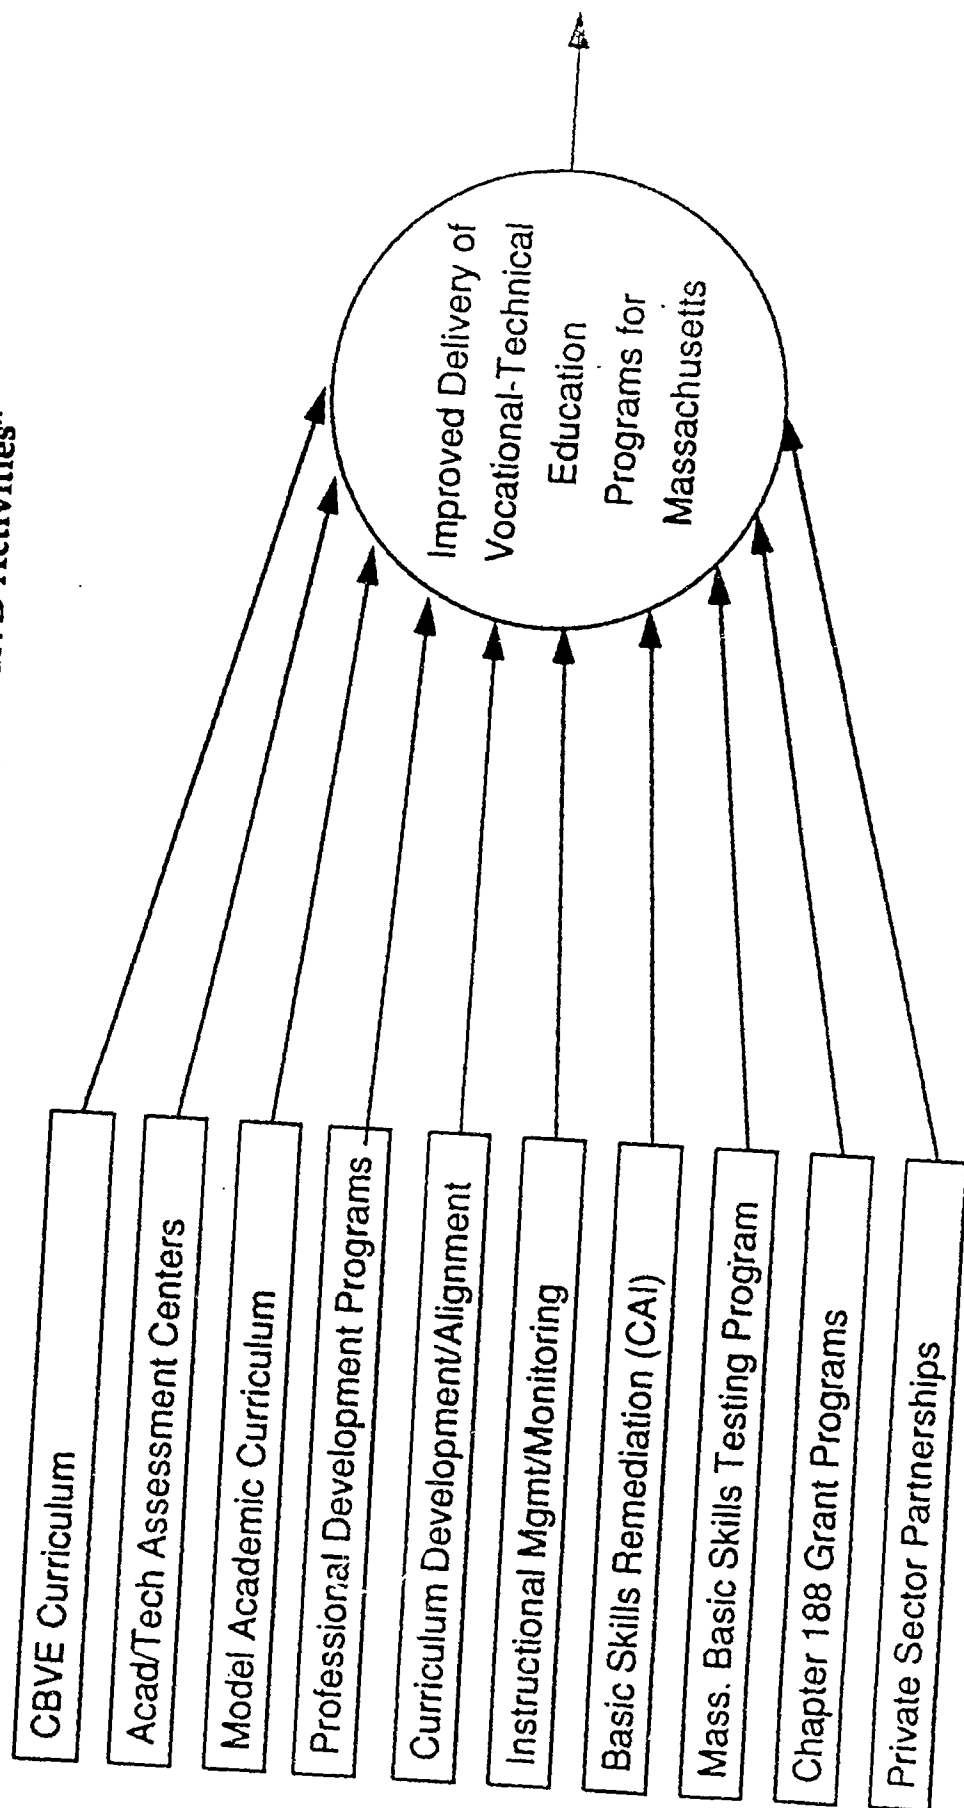 Activities"
CBVE Curriculum
Acad/Tech Assessment Centers
Model Academic Curriculum
Professional Development Programs
Curriculum Development/Alignment
Instructional Mgmt/Monitoring
Basic Skills Remediation (CAI)
Mass. Basic Skills Testing Program
Chapter 188 Grant Programs
Private Sector Partnerships
Improved Delivery of
Vocational-Technical
Education
Programs for
Massachusetts